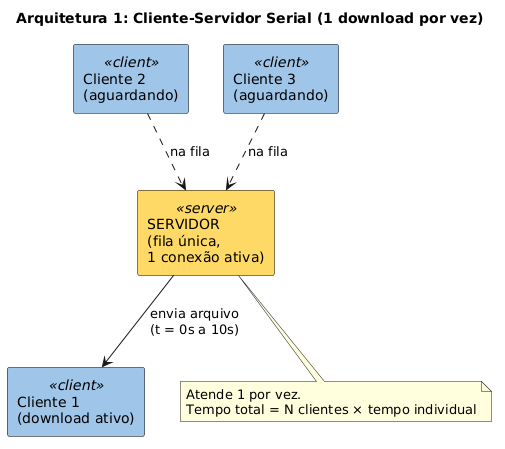 Arquitetura 1: Cliente-Servidor Serial (1 download por vez)
«client»
Cliente 2
(aguardando)
«client»
Cliente 3
(aguardando)
na fila
na fila
«server»
SERVIDOR
(fila única,
1 conexão ativa)
envia arquivo
(t = 0s a 10s)
«client»
Cliente 1
(download ativo)
Atende 1 por vez.
Tempo total = N clientes × tempo individual